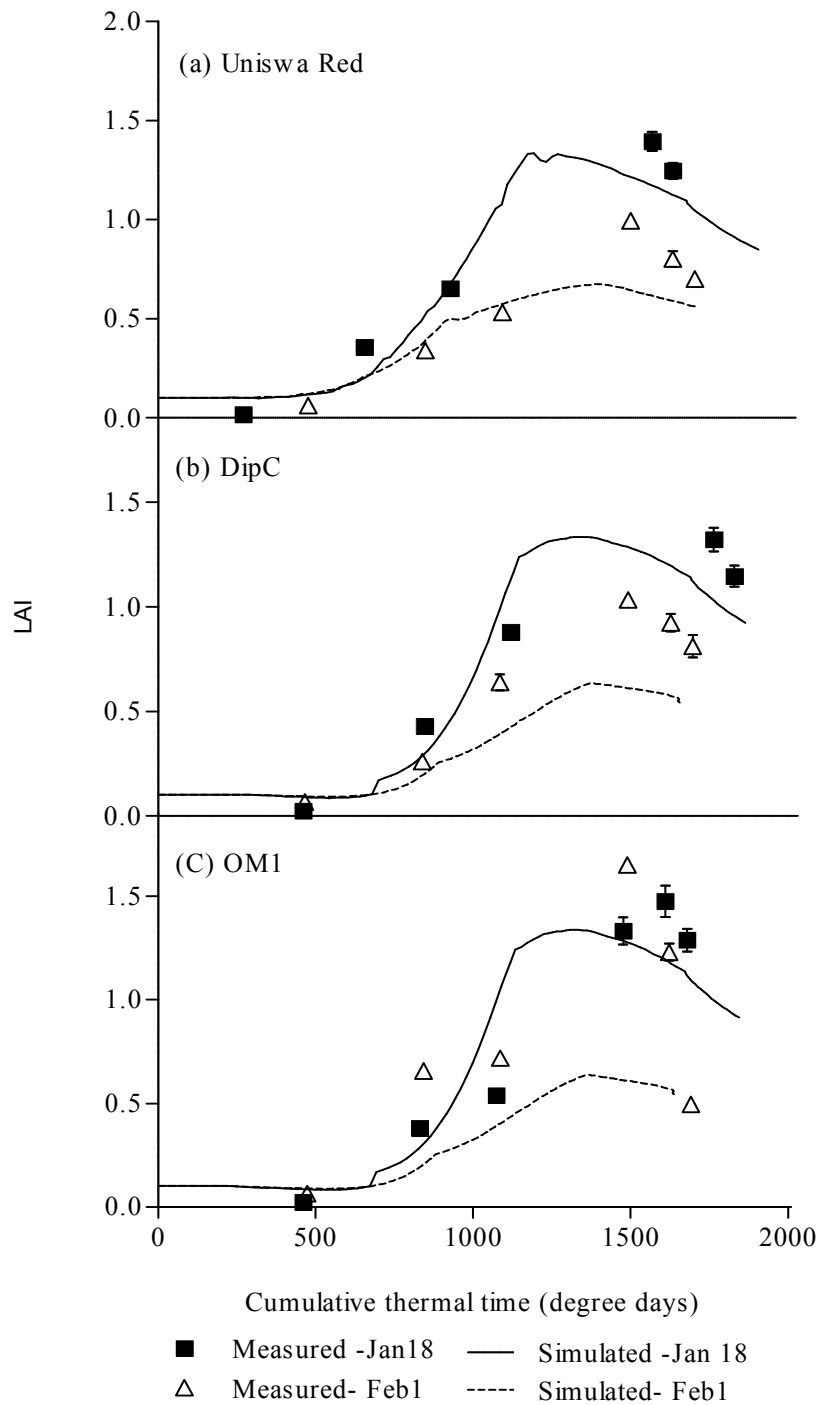 2.0
(a) Uniswa Red
1.5
1.0
0.5
0.0
(b) DipC
1.5
1.0
0.5
0.0
LAI
(C) OM1
1.5
1.0
0.5
0.0
0 500 1000 1500 2000
Cumulative thermal time (degree days)
Measured -Jan18 Simulated -Jan 18
Measured- Feb1 Simulated- Feb1